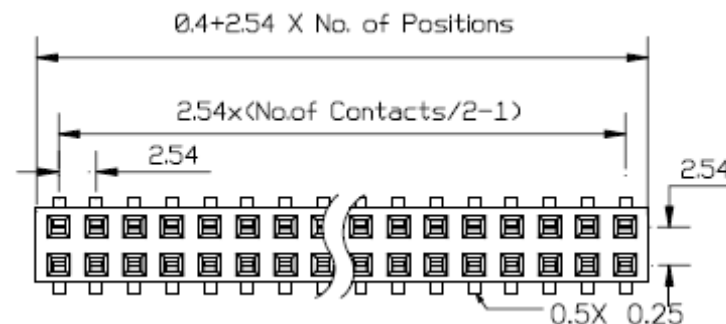 0.4+2.54 X No. of Positions
2.54x(No.of Contacts/2-1)
2.54
2.54
0.5X 0.25